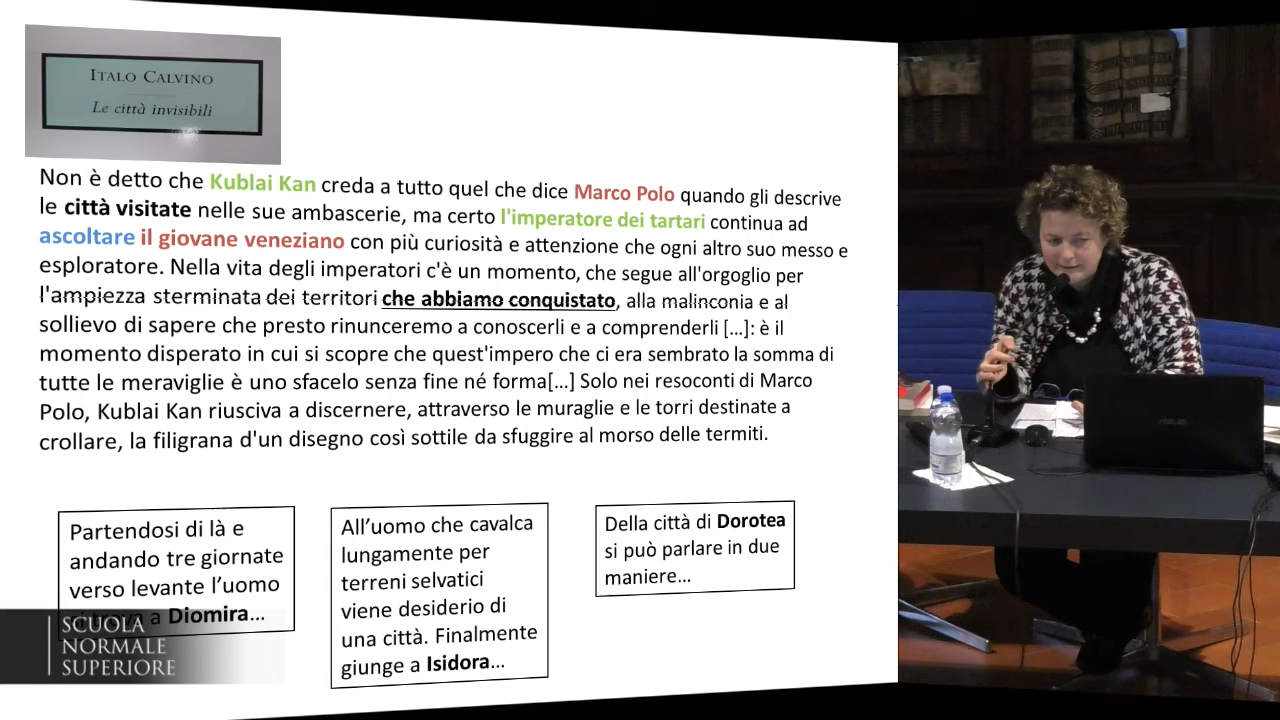 ITALO CALVINO
Le città invisibili
Non è detto che Kublai Kan creda a tutto quel che dice Marco Polo quando gli descrive
le città visitate nelle sue ambascerie, ma certo l'imperatore dei tartari continua ad
ascoltare il giovane veneziano con più curiosità e attenzione che ogni altro suo messo e
esploratore. Nella vita degli imperatori c'è un momento, che segue all'orgoglio per
l'ampiezza sterminata dei territori che abbiamo conquistato, alla malinconia e al
sollievo di sapere che presto rinunceremo a conoscerli e a comprenderli […]: è il
momento disperato in cui si scopre che quest'impero che ci era sembrato la somma di
tutte le meraviglie è uno sfacelo senza fine né forma[…] Solo nei resoconti di Marco
Polo, Kublai Kan riusciva a discernere, attraverso le muraglie e le torri destinate a
crollare, la filigrana d'un disegno così sottile da sfuggire al morso delle termiti.
Partendosi di là e
andando tre giornate
verso levante l'uomo
si trova a Diomira…
All'uomo che cavalca
lungamente per
terreni selvatici
viene desiderio di
una città. Finalmente
giunge a Isidora…
Della città di Dorotea
si può parlare in due
maniere…
SCUOLA
NORMALE
SUPERIORE
ASUS